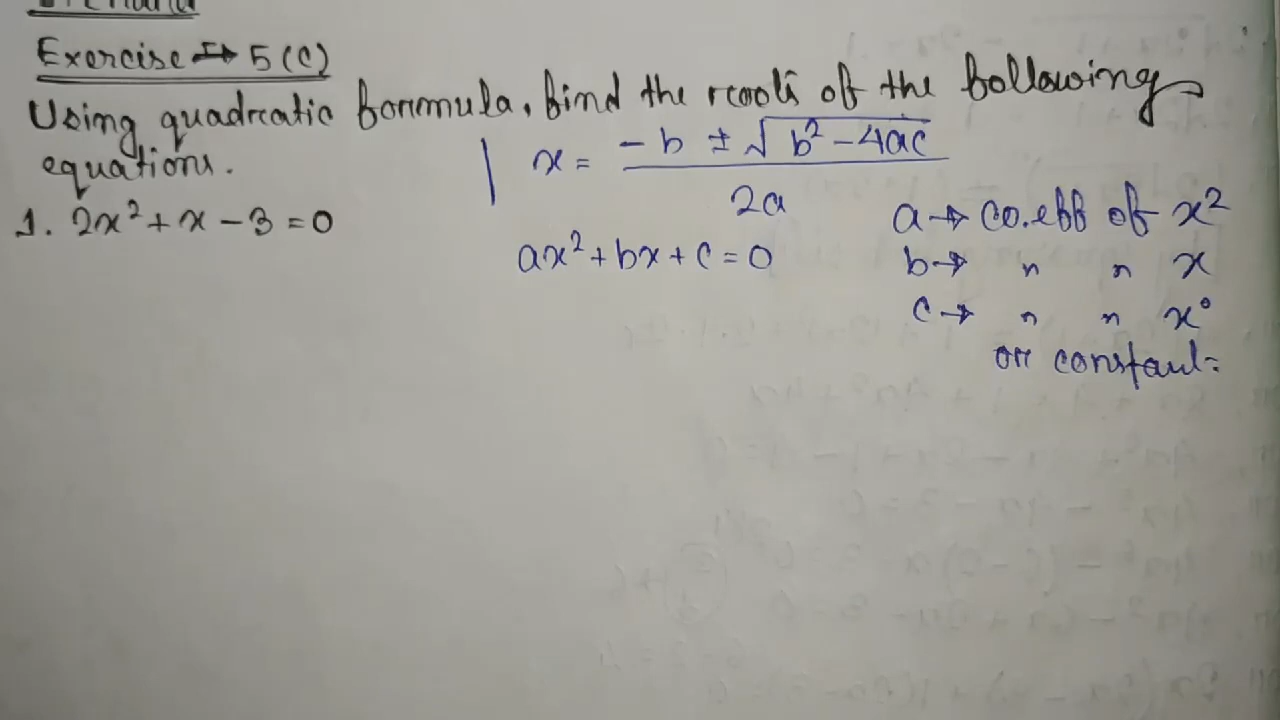 Exercise → 5(C)
Using quadratic formula, find the roots of the following
equations.
x = -b ± √b² - 4ac / 2a
1. 2x² + x - 3 = 0
ax² + bx + c = 0
a → co.eff of x²
b → " " x
c → " " x°
or constant